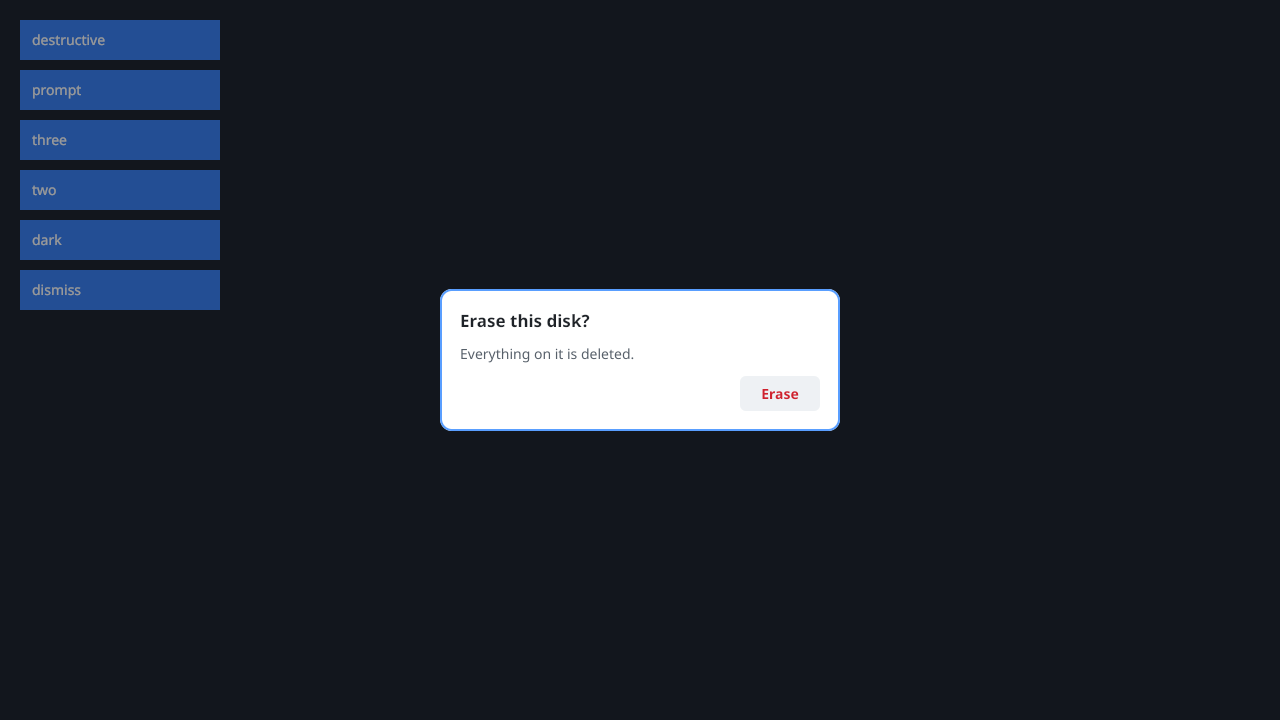 destructive
prompt
three
two
dark
dismiss
Erase this disk?
Everything on it is deleted.
Erase